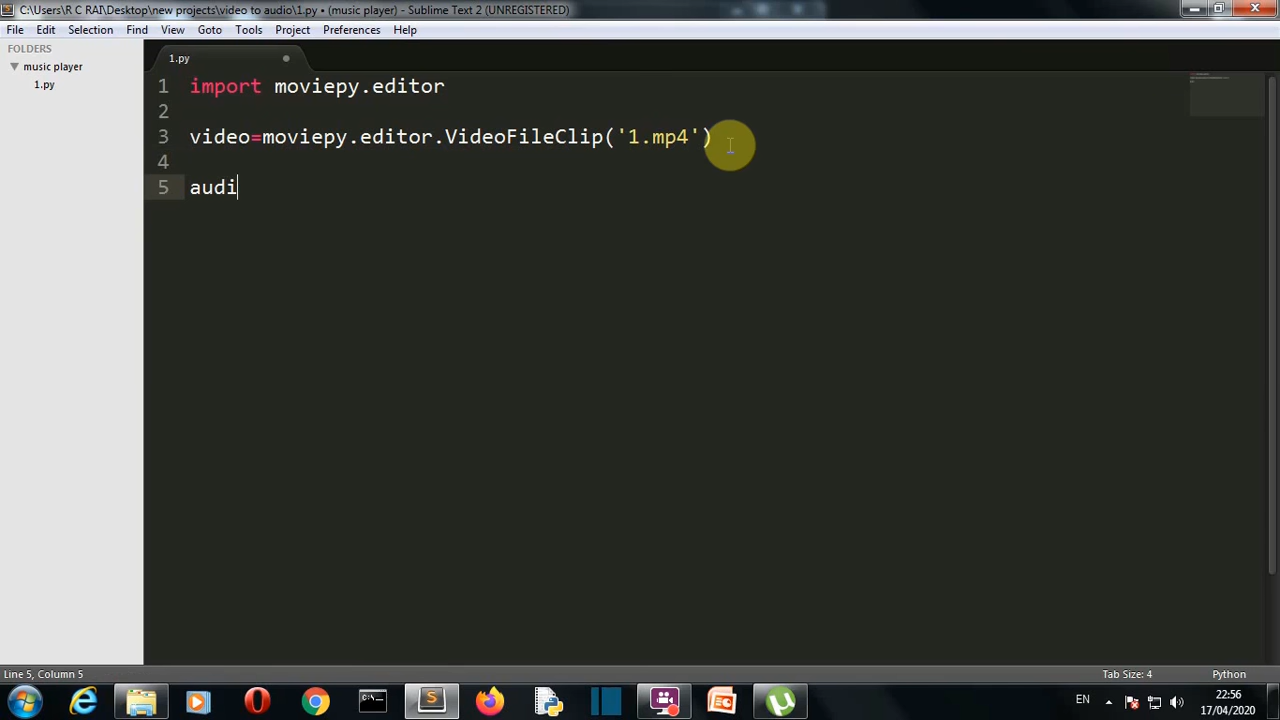 C:\Users\R C RAI\Desktop\new projects\video to audio\1.py • (music player) - Sublime Text 2 (UNREGISTERED)
File Edit Selection Find View Goto Tools Project Preferences Help
FOLDERS
music player
1.py
1.py
1 import moviepy.editor
2
3 video=moviepy.editor.VideoFileClip('1.mp4')
4
5 audi
Line 5, Column 5
Tab Size: 4
Python
EN
22:56
17/04/2020